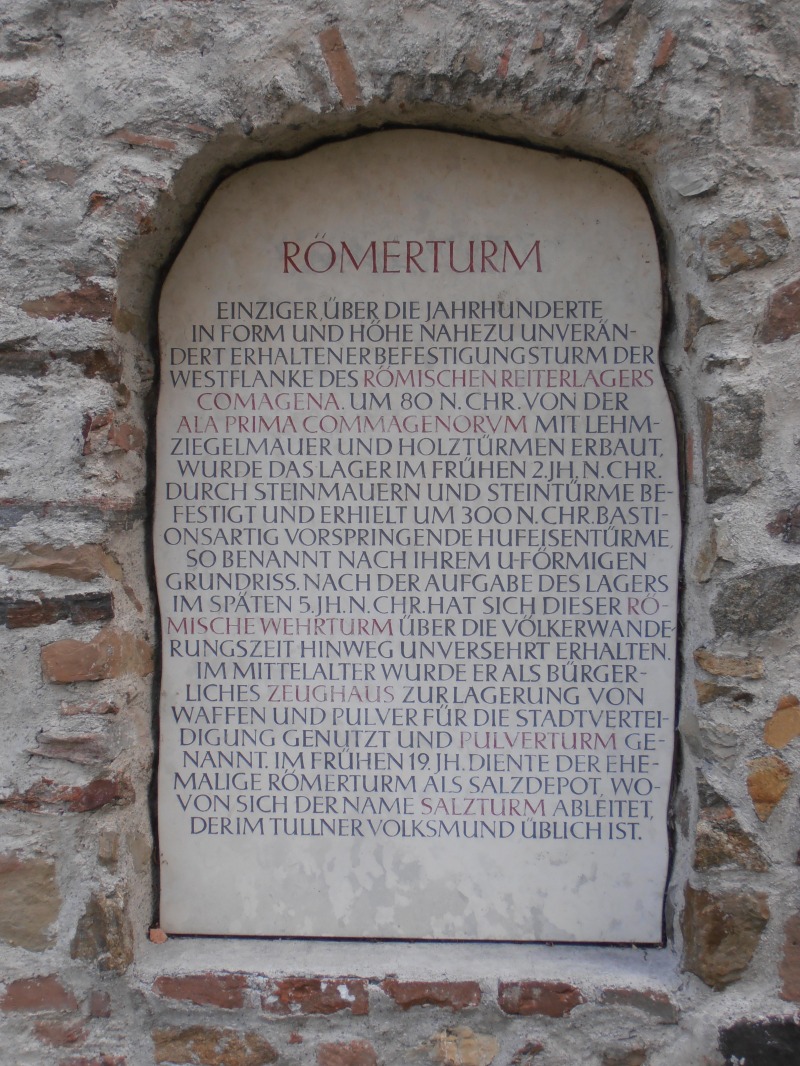 RÖMERTURM
EINZIGER, ÜBER DIE JAHRHUNDERTE
IN FORM UND HÖHE NAHEZU UNVERÄN-
DERT ERHALTENER BEFESTIGUNGSTURM DER
WESTFLANKE DES RÖMISCHEN REITERLAGERS
COMAGENA. UM 80 N. CHR. VON DER
ALA PRIMA COMMAGENORVM MIT LEHM-
ZIEGELMAUER UND HOLZTÜRMEN ERBAUT,
WURDE DAS LAGER IM FRÜHEN 2. JH. N. CHR.
DURCH STEINMAUERN UND STEINTÜRME BE-
FESTIGT UND ERHIELT UM 300 N. CHR. BASTI-
ONSARTIG VORSPRINGENDE HUFEISENTÜRME,
SO BENANNT NACH IHREM U-FÖRMIGEN
GRUNDRISS. NACH DER AUFGABE DES LAGERS
IM SPÄTEN 5. JH. N. CHR. HAT SICH DIESER RÖ-
MISCHE WEHRTURM ÜBER DIE VÖLKERWANDE-
RUNGSZEIT HINWEG UNVERSEHRT ERHALTEN.
IM MITTELALTER WURDE ER ALS BÜRGER-
LICHES ZEUGHAUS ZUR LAGERUNG VON
WAFFEN UND PULVER FÜR DIE STADTVERTEI-
DIGUNG GENUTZT UND PULVERTURM GE-
NANNT. IM FRÜHEN 19. JH. DIENTE DER EHE-
MALIGE RÖMERTURM ALS SALZDEPOT, WO-
VON SICH DER NAME SALZTURM ABLEITET,
DER IM TULLNER VOLKSMUND ÜBLICH IST.